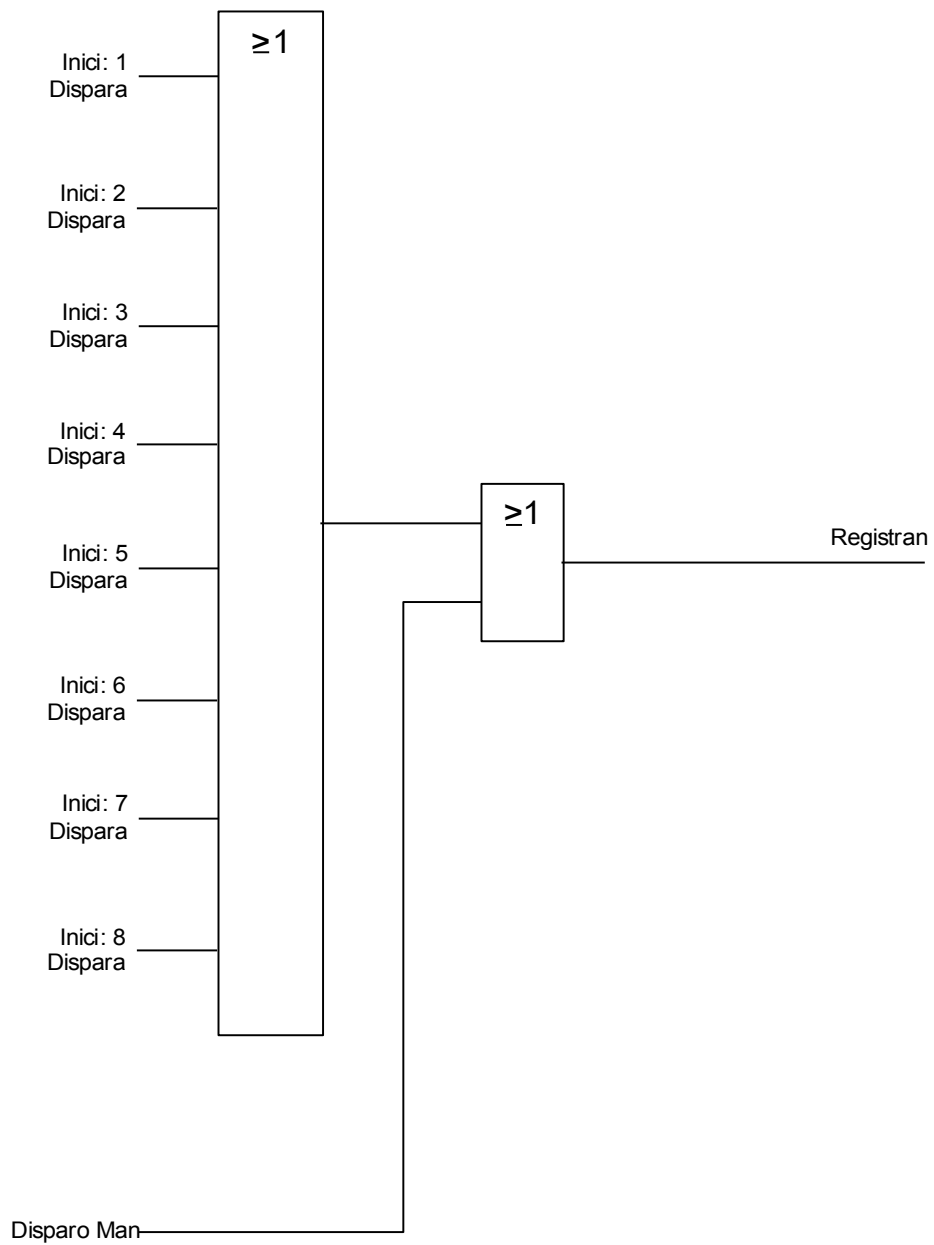 ≥1
Inici: 1
Dispara
Inici: 2
Dispara
Inici: 3
Dispara
Inici: 4
Dispara
≥1
Registran
Inici: 5
Dispara
Inici: 6
Dispara
Inici: 7
Dispara
Inici: 8
Dispara
Disparo Man